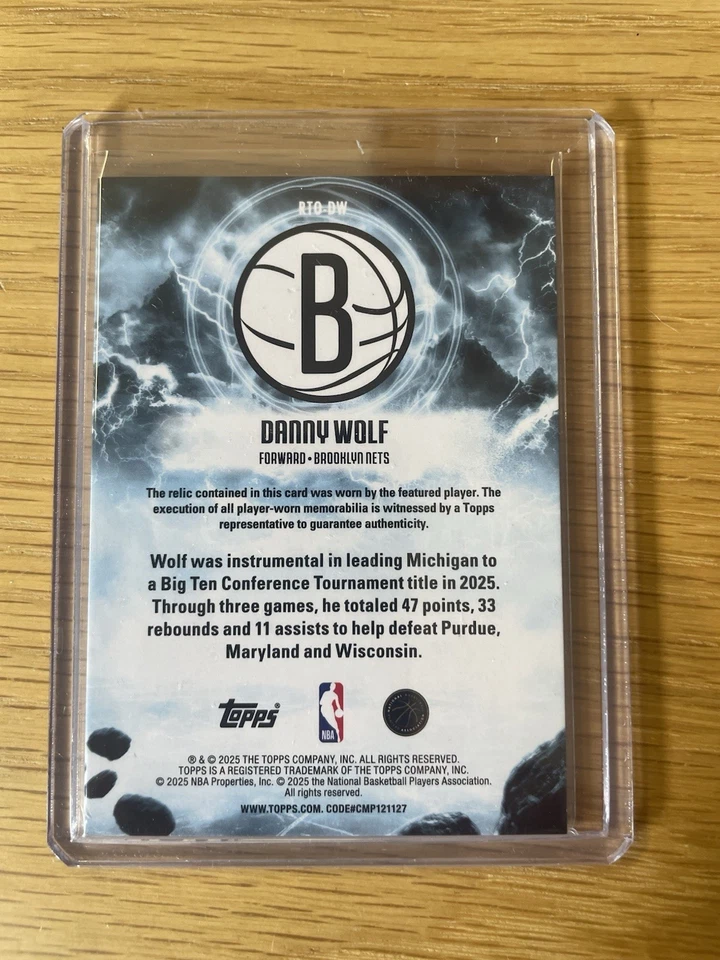 RTO-DW
B
DANNY WOLF
FORWARD • BROOKLYN NETS
The relic contained in this card was worn by the featured player. The
execution of all player-worn memorabilia is witnessed by a Topps
representative to guarantee authenticity.
Wolf was instrumental in leading Michigan to
a Big Ten Conference Tournament title in 2025.
Through three games, he totaled 47 points, 33
rebounds and 11 assists to help defeat Purdue,
Maryland and Wisconsin.
topps®
NBA
® & © 2025 THE TOPPS COMPANY, INC. ALL RIGHTS RESERVED.
TOPPS IS A REGISTERED TRADEMARK OF THE TOPPS COMPANY, INC.
© 2025 NBA Properties, Inc. © 2025 the National Basketball Players Association.
All rights reserved.
WWW.TOPPS.COM. CODE#CMP121127